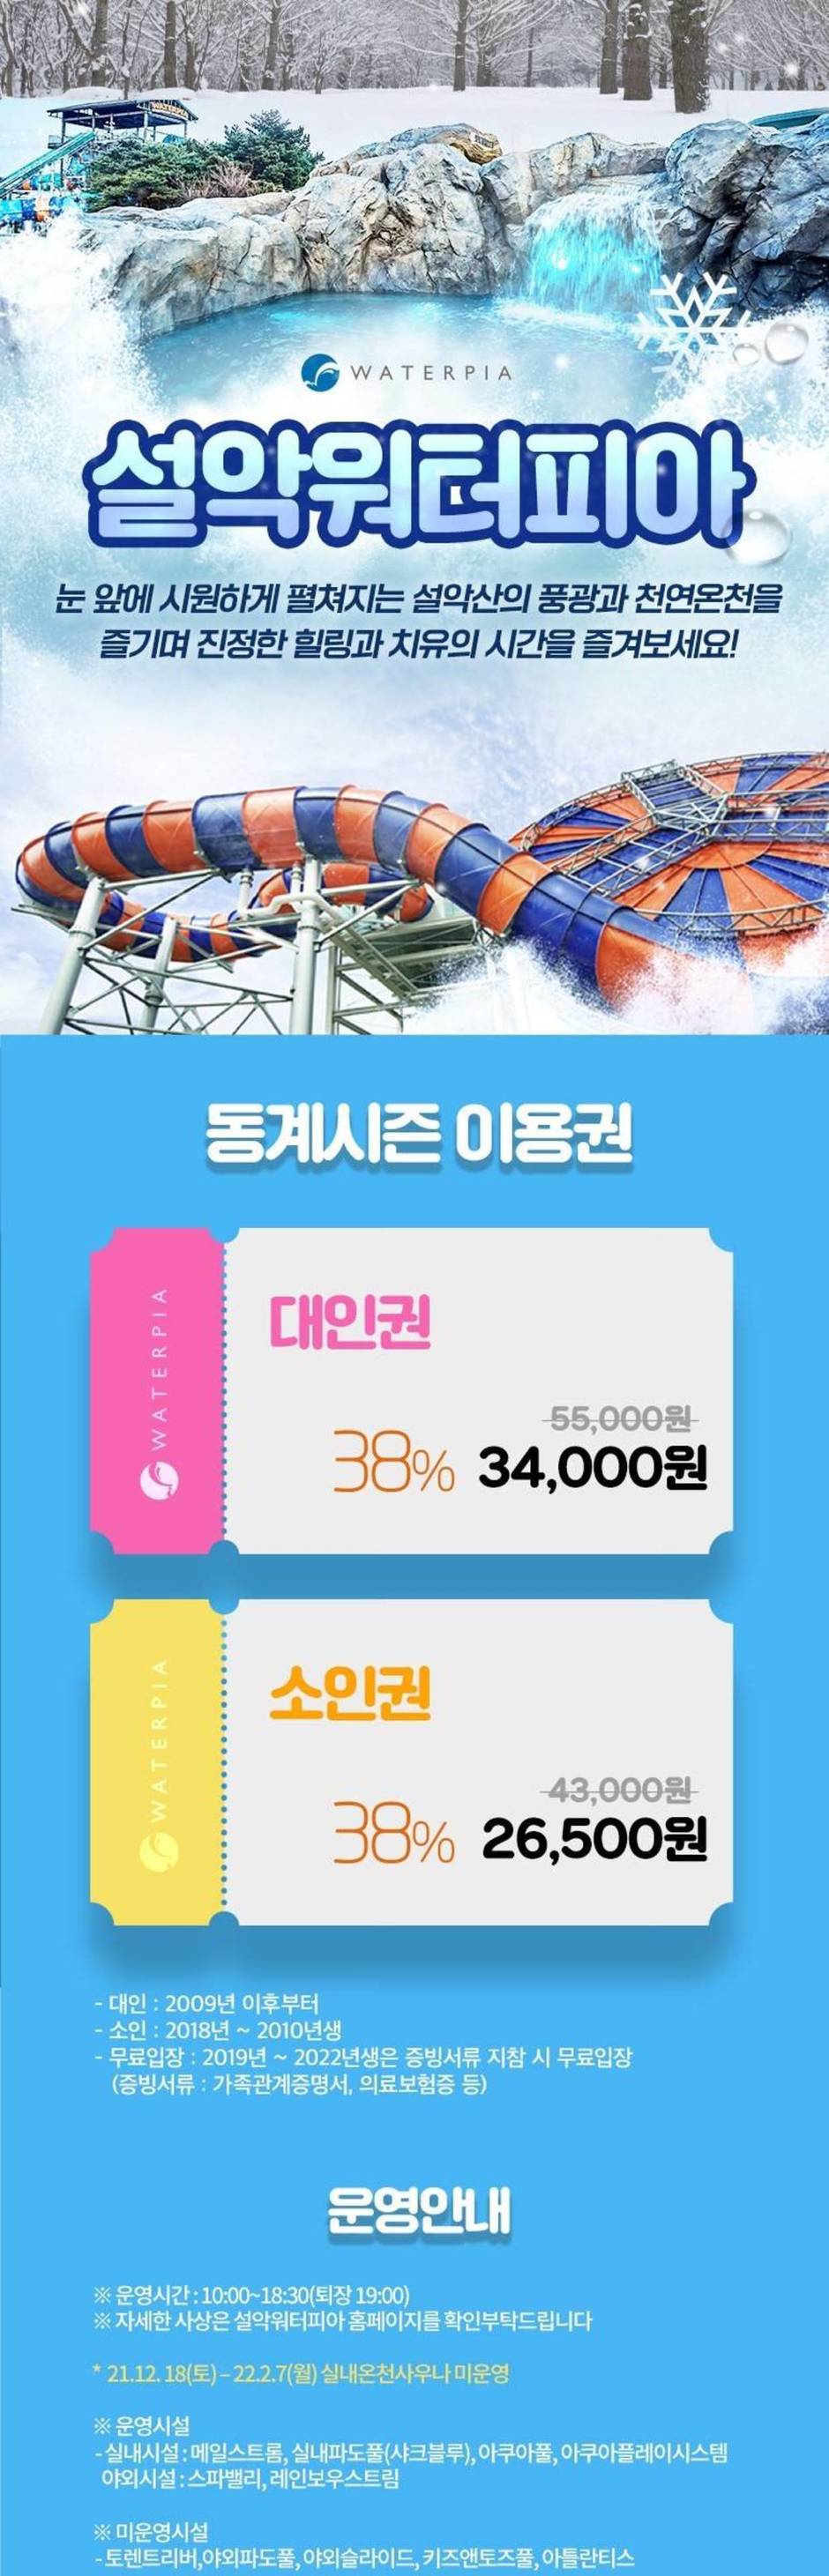 WATERPIA
WATERPIA
설악워터피아
눈 앞에 시원하게 펼쳐지는 설악산의 풍광과 천연온천을
즐기며 진정한 힐링과 치유의 시간을 즐겨보세요!
동계시즌 이용권
WATERPIA
대인권
55,000원
38% 34,000원
WATERPIA
소인권
43,000원
38% 26,500원
- 대인 : 2009년 이후부터
- 소인 : 2018년 ~ 2010년생
- 무료입장 : 2019년 ~ 2022년생은 증빙서류 지참 시 무료입장
(증빙서류 : 가족관계증명서, 의료보험증 등)
운영안내
※ 운영시간 : 10:00~18:30(퇴장 19:00)
※ 자세한 사상은 설악워터피아 홈페이지를 확인부탁드립니다
* 21.12. 18(토) – 22.2.7(월) 실내온천사우나 미운영
※ 운영시설
- 실내시설 : 메일스트롬, 실내파도풀(샤크블루), 아쿠아풀, 아쿠아플레이시스템
야외시설 : 스파밸리, 레인보우스트림
※ 미운영시설
- 토렌트리버,야외파도풀, 야외슬라이드, 키즈앤토즈풀, 아틀란티스